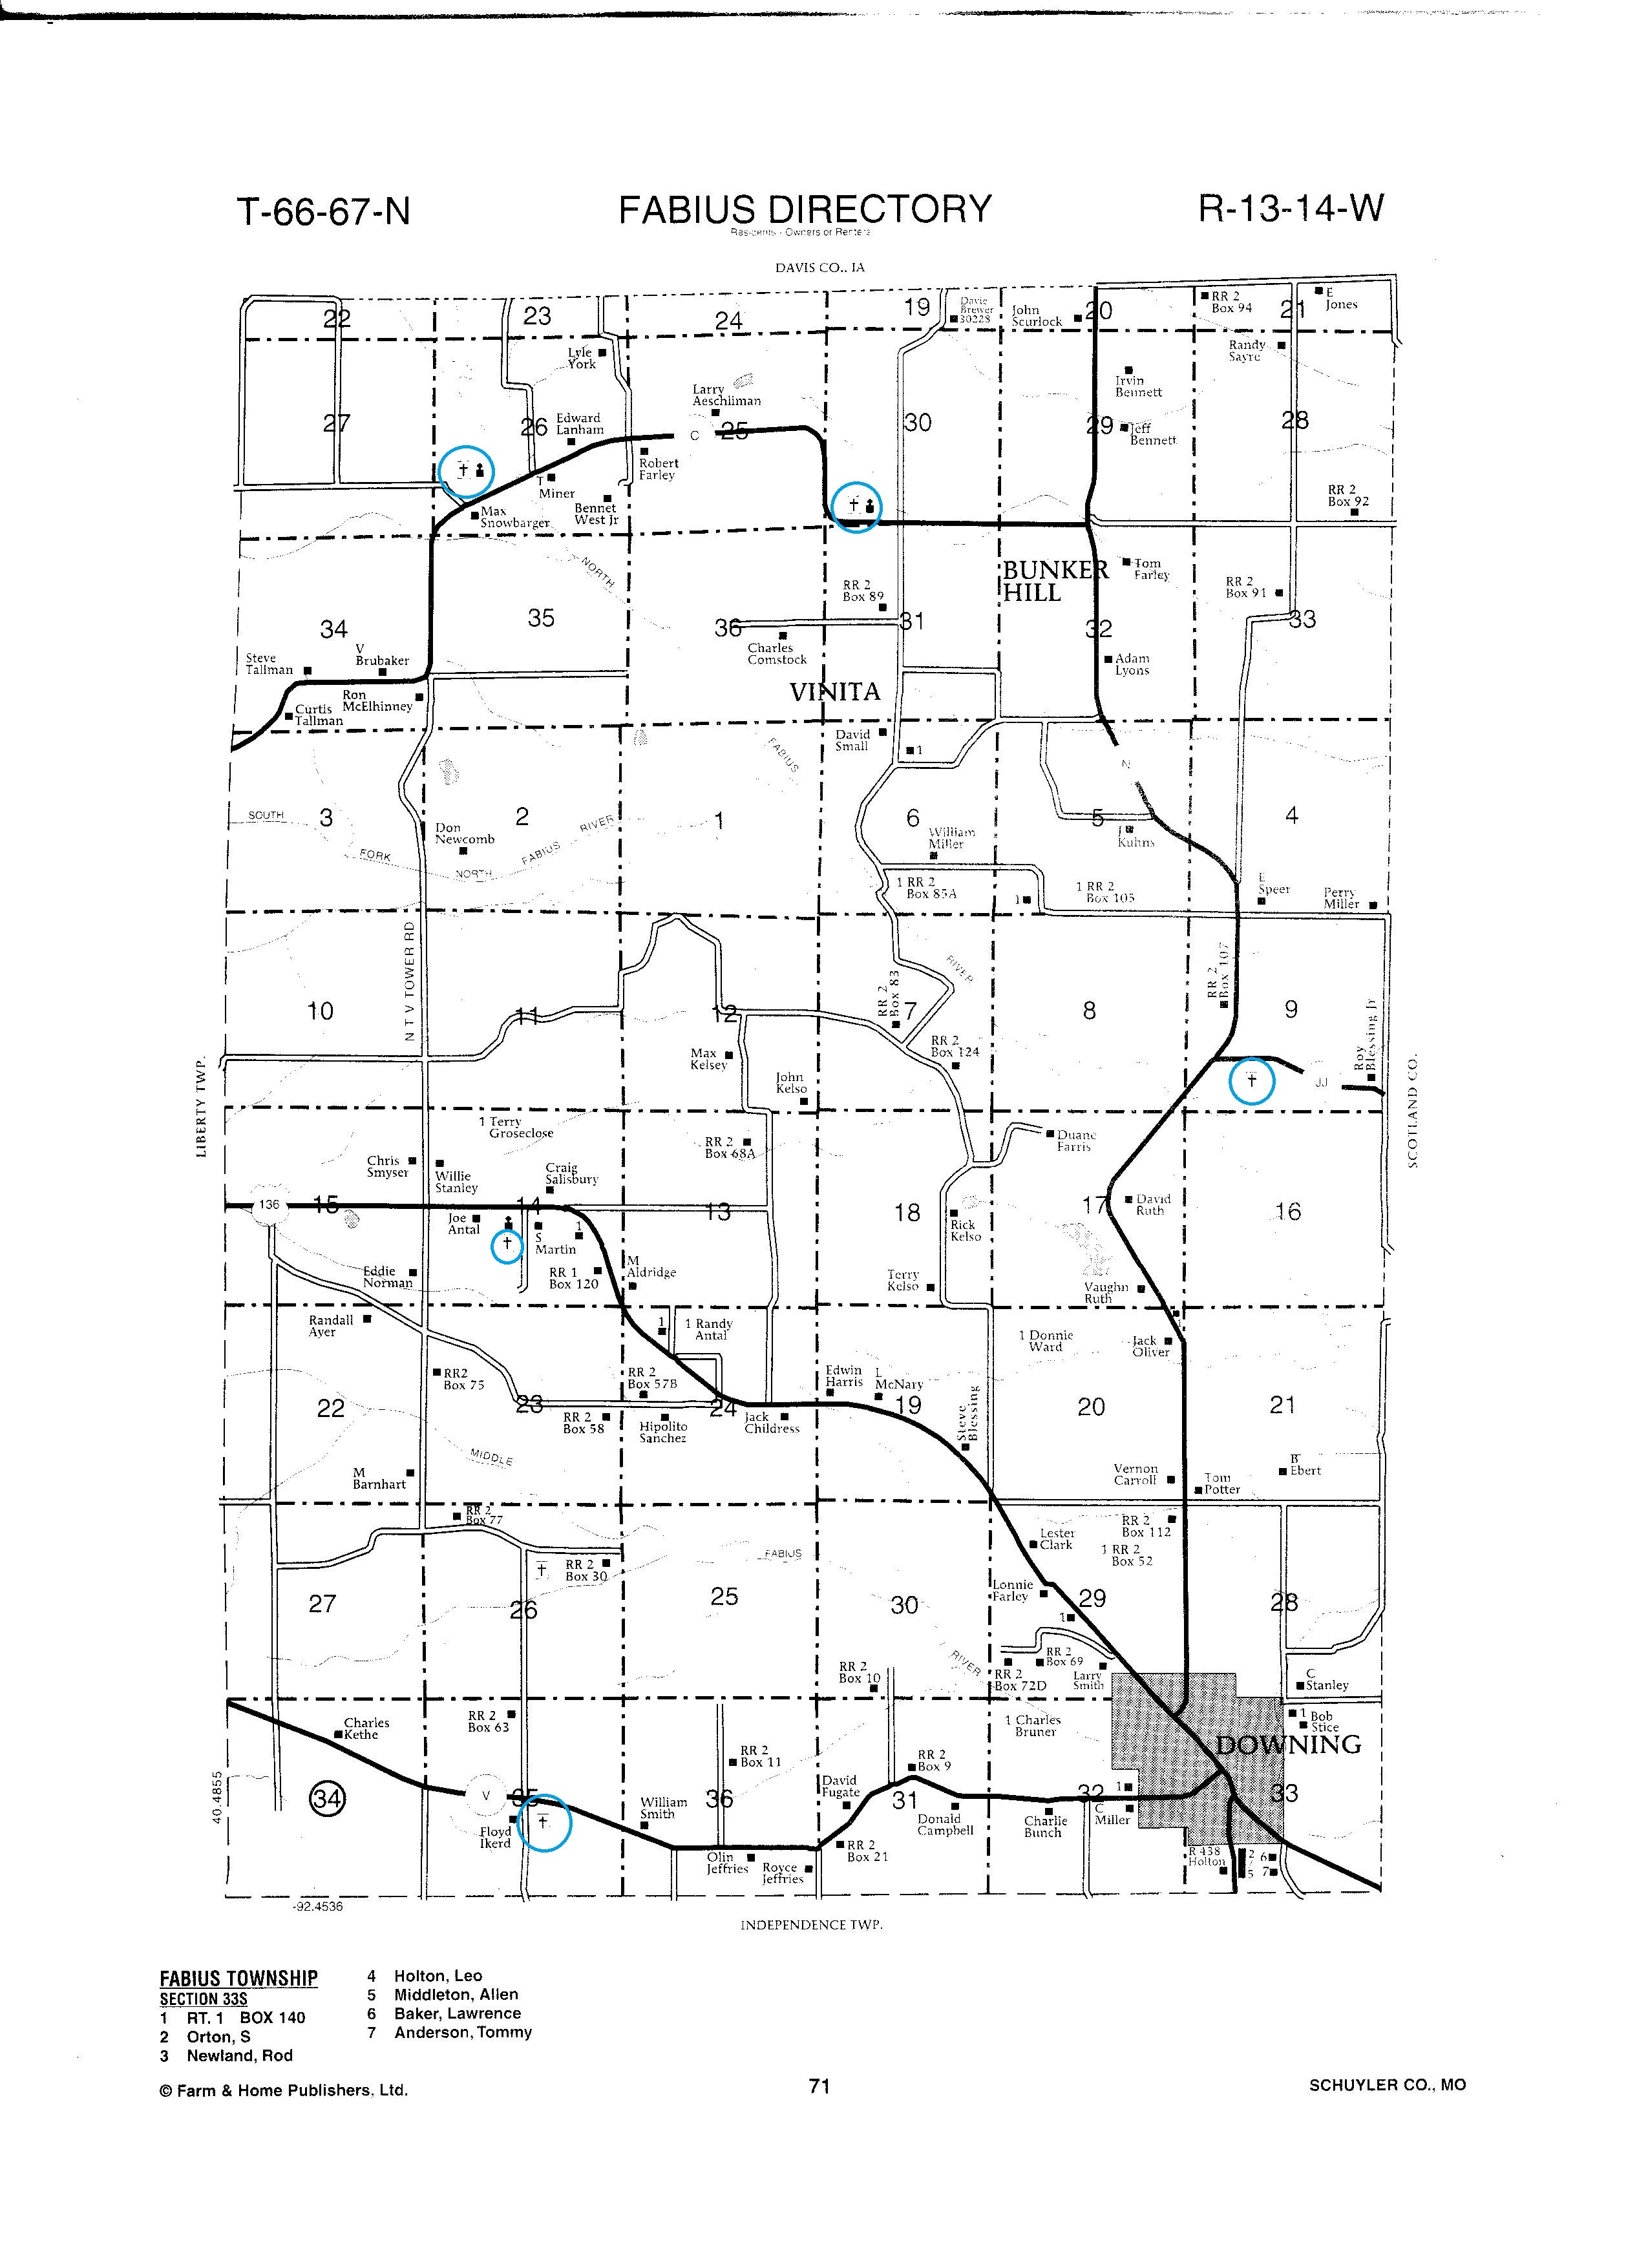 T-66-67-N
FABIUS DIRECTORY
R-13-14-W
Residents - Owners or Renters
DAVIS CO., IA
22
23
24
19
Davie
Brewer
30228
John
Scurlock
20
RR 2
Box 94
21
E
Jones
Lyle
York
Randy
Sayre
Larry
Aeschliman
Irvin
Bennett
27
26
Edward
Lanham
C
25
30
29
Jeff
Bennett
28
Robert
Farley
T
Miner
Bennet
West Jr
Max
Snowbarger
RR 2
Box 92
NORTH
BUNKER
HILL
Tom
Farley
RR 2
Box 89
RR 2
Box 91
34
35
36
31
32
33
Steve
Tallman
V
Brubaker
Charles
Comstock
Adam
Lyons
Ron
McElhinney
Curtis
Tallman
VINITA
David
Small
1
FABIUS
N
SOUTH
3
2
1
6
5
4
Don
Newcomb
RIVER
FABIUS
FORK
NORTH
William
Miller
J
Kuhns
1 RR 2
Box 85A
1
1 RR 2
Box 105
E
Speer
Perry
Miller
N T V TOWER RD
RIVER
RR 2
Box 83
RR 2
Box 107
10
11
12
7
8
9
LIBERTY TWP.
Max
Kelsey
RR 2
Box 124
John
Kelso
JJ
Roy
Blessing Jr
SCOTLAND CO.
1 Terry
Groseclose
RR 2
Box 68A
Duane
Farris
Chris
Smyser
Willie
Stanley
Craig
Salisbury
136
15
14
13
18
17
David
Ruth
16
Joe
Antal
S
Martin
1
Rick
Kelso
Eddie
Norman
RR 1
Box 120
M
Aldridge
Terry
Kelso
Vaughn
Ruth
1
Randall
Ayer
1
1 Randy
Antal
1 Donnie
Ward
Jack
Oliver
RR2
Box 75
RR 2
Box 57B
Edwin
Harris
L
McNary
22
23
24
19
20
21
RR 2
Box 58
Hipolito
Sanchez
Jack
Childress
Steve
Blessing
MIDDLE
M
Barnhart
Vernon
Carroll
Tom
Potter
B
Ebert
RR 2
Box 77
Lester
Clark
RR 2
Box 112
1 RR 2
Box 52
RR 2
Box 30
FABIUS
27
26
25
30
Lonnie
Farley
29
1
28
RIVER
RR 2
Box 10
RR 2
Box 72D
RR 2
Box 69
Larry
Smith
C
Stanley
Charles
Kethe
RR 2
Box 63
1 Charles
Bruner
1 Bob
Stice
DOWNING
RR 2
Box 11
RR 2
Box 9
40.4855
34
V
35
36
31
32
33
William
Smith
David
Fugate
Donald
Campbell
Charlie
Bunch
1
C
Miller
Floyd
Ikerd
Olin
Jeffries
Royce
Jeffries
RR 2
Box 21
R 438
Holton
2
5
6
7
-92.4536
INDEPENDENCE TWP.
FABIUS TOWNSHIP
SECTION 33S
1 RT. 1 BOX 140
2 Orton, S
3 Newland, Rod
4 Holton, Leo
5 Middleton, Allen
6 Baker, Lawrence
7 Anderson, Tommy
© Farm & Home Publishers, Ltd.
71
SCHUYLER CO., MO